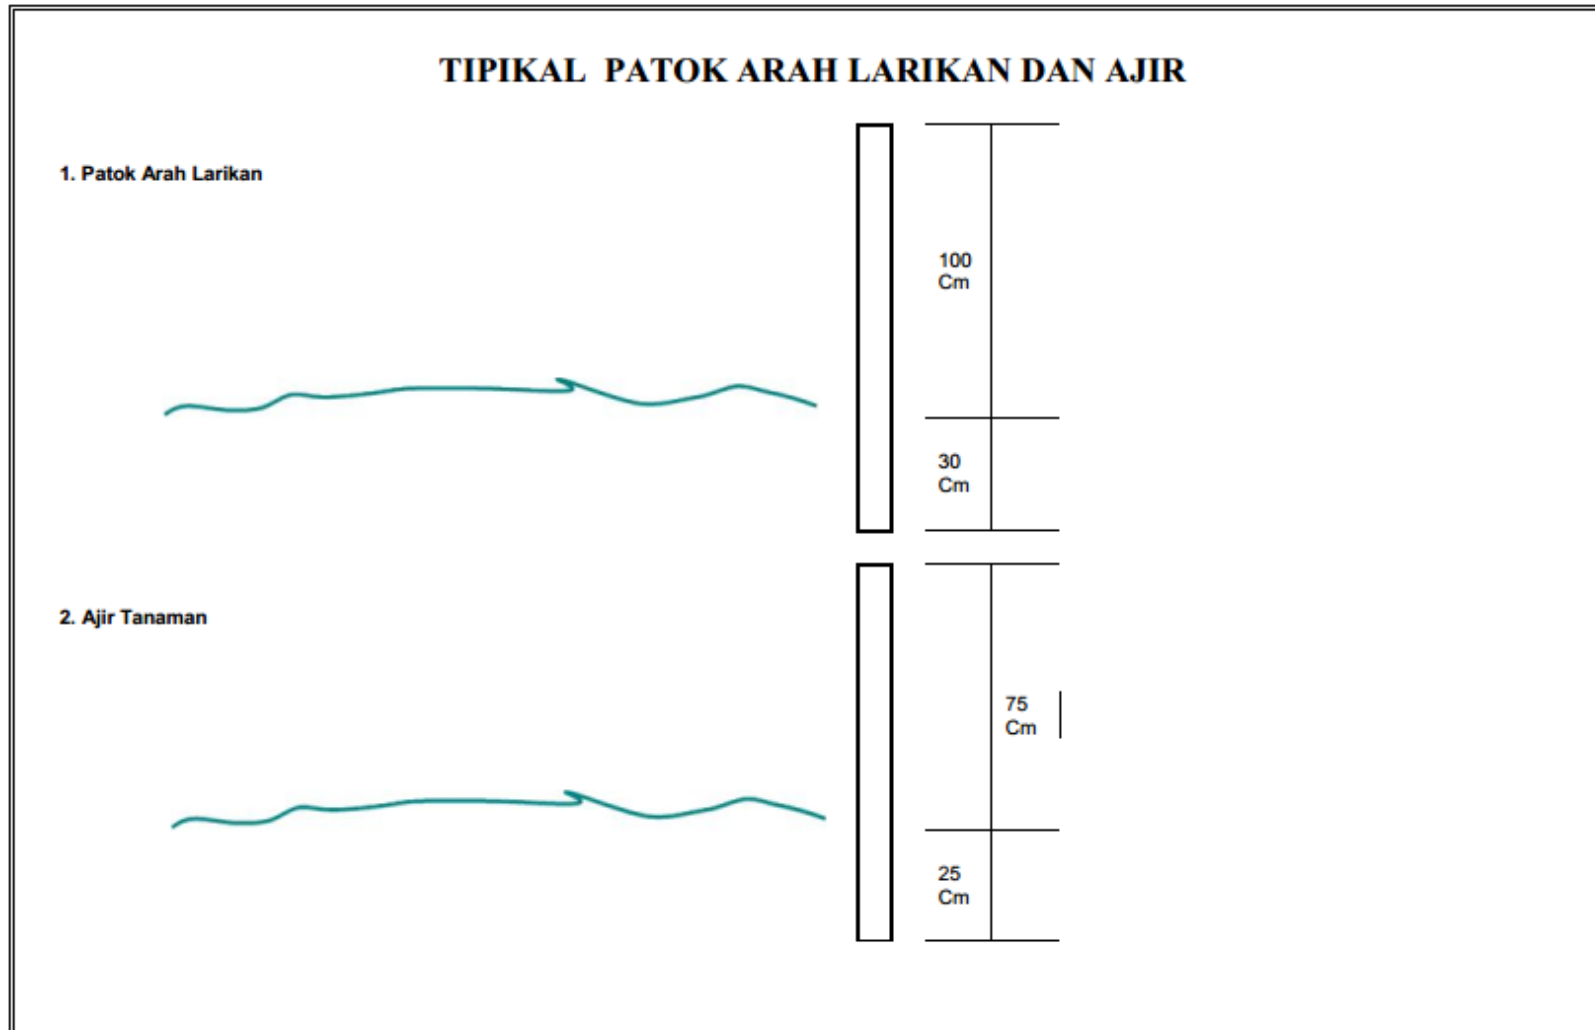 TIPIKAL PATOK ARAH LARIKAN DAN AJIR
1. Patok Arah Larikan
100
Cm
30
Cm
2. Ajir Tanaman
75
Cm
25
Cm